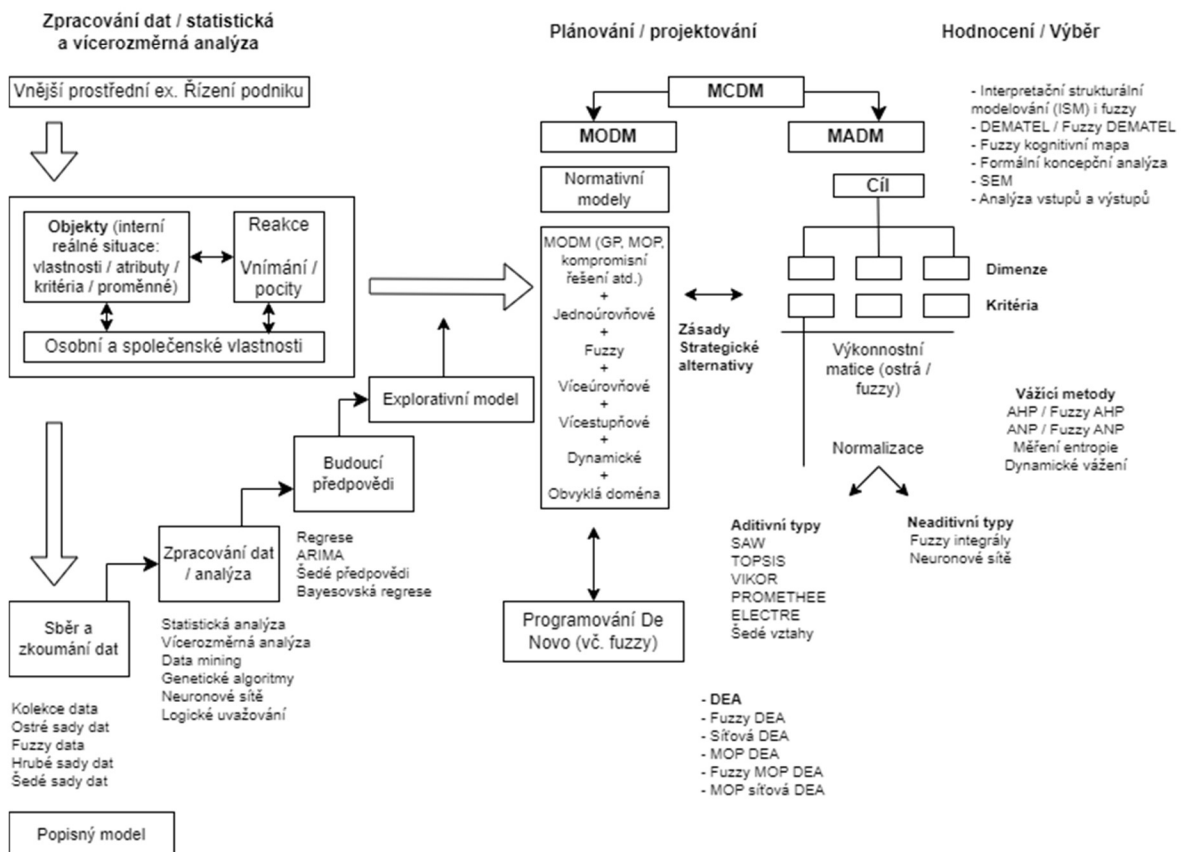 Zpracování dat / statistická
a vícerozměrná analýza
Vnější prostřední ex. Řízení podniku
Objekty (interní
reálné situace:
vlastnosti / atributy /
kritéria / proměnné)
Reakce
Vnímání /
pocity
Osobní a společenské vlastnosti
Explorativní model
Budoucí
předpovědi
Regrese
ARIMA
Šedé předpovědi
Bayesovská regrese
Zpracování dat
/ analýza
Statistická analýza
Vícerozměrná analýza
Data mining
Genetické algoritmy
Neuronové sítě
Logické uvažování
Sběr a
zkoumání dat
Kolekce data
Ostré sady dat
Fuzzy data
Hrubé sady dat
Šedé sady dat
Popisný model
Plánování / projektování
MCDM
MODM
MADM
Normativní
modely
MODM (GP, MOP,
kompromisní
řešení atd.)
+
Jednoúrovňové
+
Fuzzy
+
Víceúrovňové
+
Vícestupňové
+
Dynamické
+
Obvyklá doména
Programování De
Novo (vč. fuzzy)
Zásady
Strategické
alternativy
Cíl
Dimenze
Kritéria
Výkonnostní
matice (ostrá /
fuzzy)
Normalizace
Aditivní typy
SAW
TOPSIS
VIKOR
PROMETHEE
ELECTRE
Šedé vztahy
Neaditivní typy
Fuzzy integrály
Neuronové sítě
- DEA
- Fuzzy DEA
- Síťová DEA
- MOP DEA
- Fuzzy MOP DEA
- MOP síťová DEA
Hodnocení / Výběr
- Interpretační strukturální
modelování (ISM) i fuzzy
- DEMATEL / Fuzzy DEMATEL
- Fuzzy kognitivní mapa
- Formální koncepční analýza
- SEM
- Analýza vstupů a výstupů
Vážící metody
AHP / Fuzzy AHP
ANP / Fuzzy ANP
Měření entropie
Dynamické vážení